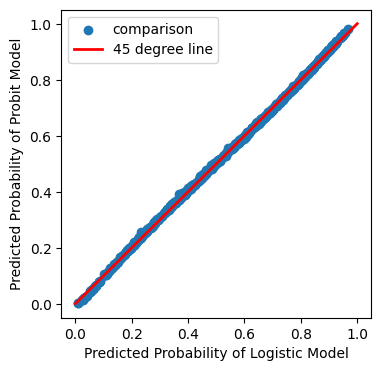 comparison
45 degree line
Predicted Probability of Probit Model
1.0
0.8
0.6
0.4
0.2
0.0
0.0 0.2 0.4 0.6 0.8 1.0
Predicted Probability of Logistic Model